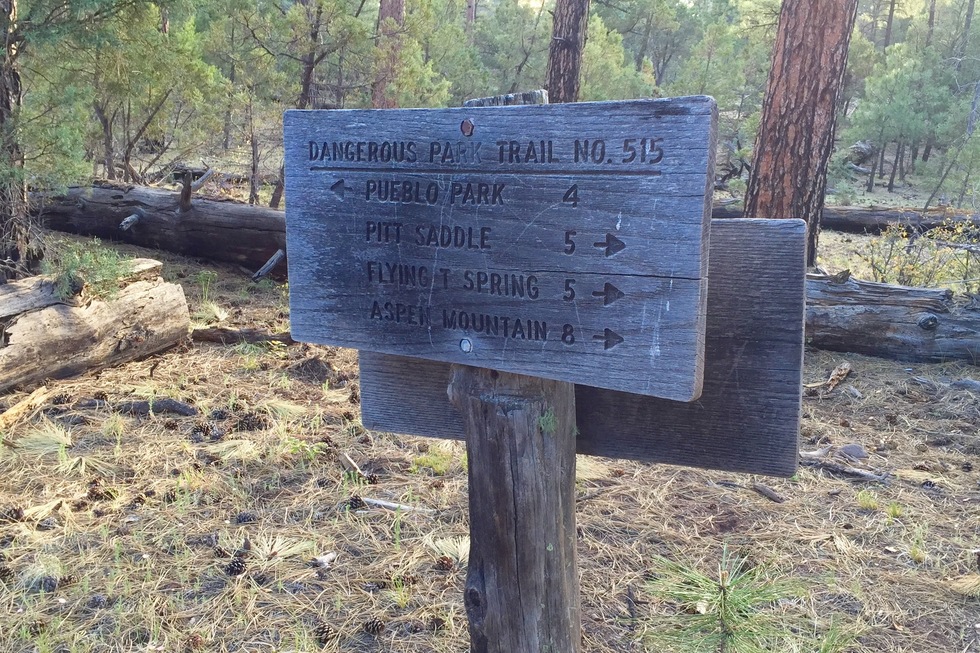 DANGEROUS PARK TRAIL NO. 515
← PUEBLO PARK 4
PITT SADDLE 5 →
FLYING T SPRING 5 →
ASPEN MOUNTAIN 8 →